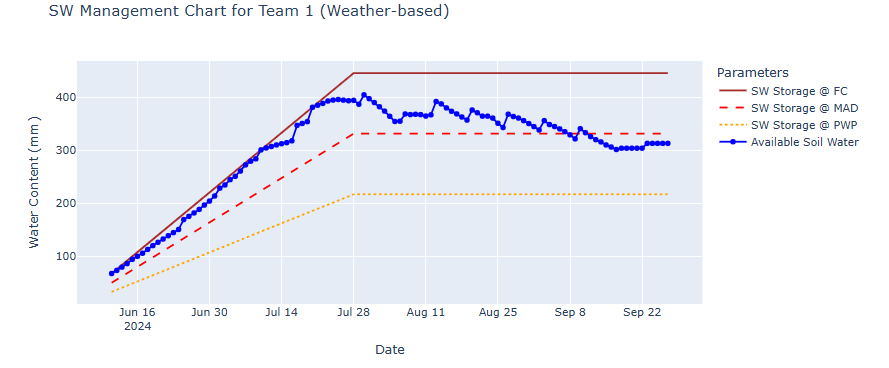 SW Management Chart for Team 1 (Weather-based)
Parameters
SW Storage @ FC
SW Storage @ MAD
SW Storage @ PWP
Available Soil Water
Water Content (mm)
400
300
200
100
Jun 16
2024
Jun 30
Jul 14
Jul 28
Aug 11
Aug 25
Sep 8
Sep 22
Date